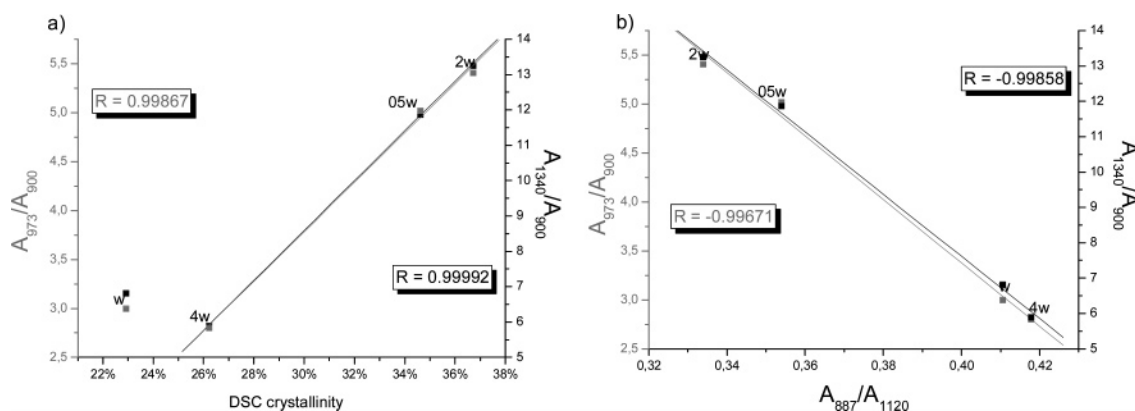 a)
R = 0.99867
R = 0.99992
2w
05w
w
4w
A973/A900
5,5
5,0
4,5
4,0
3,5
3,0
2,5
A1340/A900
14
13
12
11
10
9
8
7
6
5
22% 24% 26% 28% 30% 32% 34% 36% 38%
DSC crystallinity
b)
R = -0.99858
R = -0.99671
2w
05w
w
4w
A973/A900
5,5
5,0
4,5
4,0
3,5
3,0
2,5
A1340/A900
14
13
12
11
10
9
8
7
6
5
0,32 0,34 0,36 0,38 0,40 0,42
A887/A1120